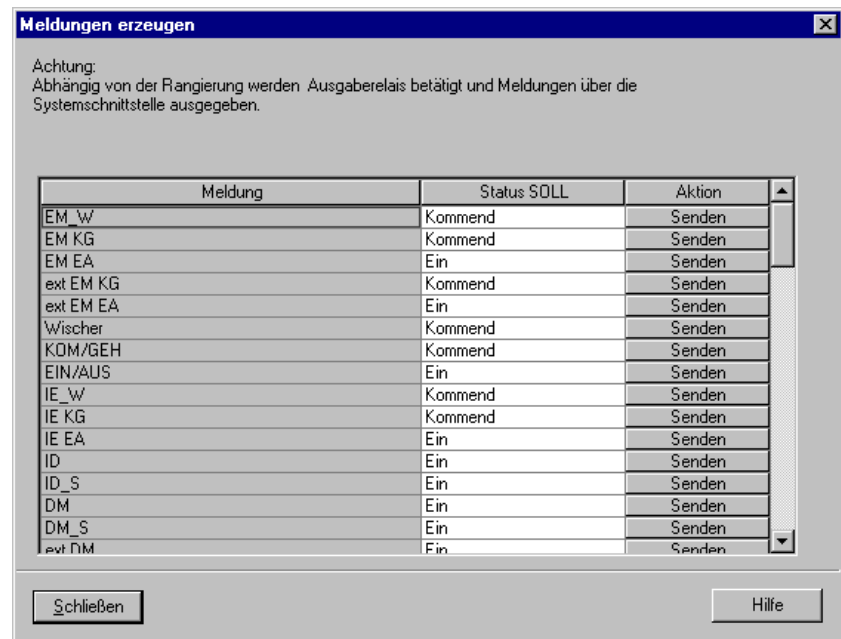 Meldungen erzeugen
Achtung:
Abhängig von der Rangierung werden Ausgaberelais betätigt und Meldungen über die
Systemschnittstelle ausgegeben.
Meldung Status SOLL Aktion
EM_W Kommend Senden
EM KG Kommend Senden
EM EA Ein Senden
ext EM KG Kommend Senden
ext EM EA Ein Senden
Wischer Kommend Senden
KOM/GEH Kommend Senden
EIN/AUS Ein Senden
IE_W Kommend Senden
IE KG Kommend Senden
IE EA Ein Senden
ID Ein Senden
ID_S Ein Senden
DM Ein Senden
DM_S Ein Senden
ext DM Ein Senden
Schließen Hilfe